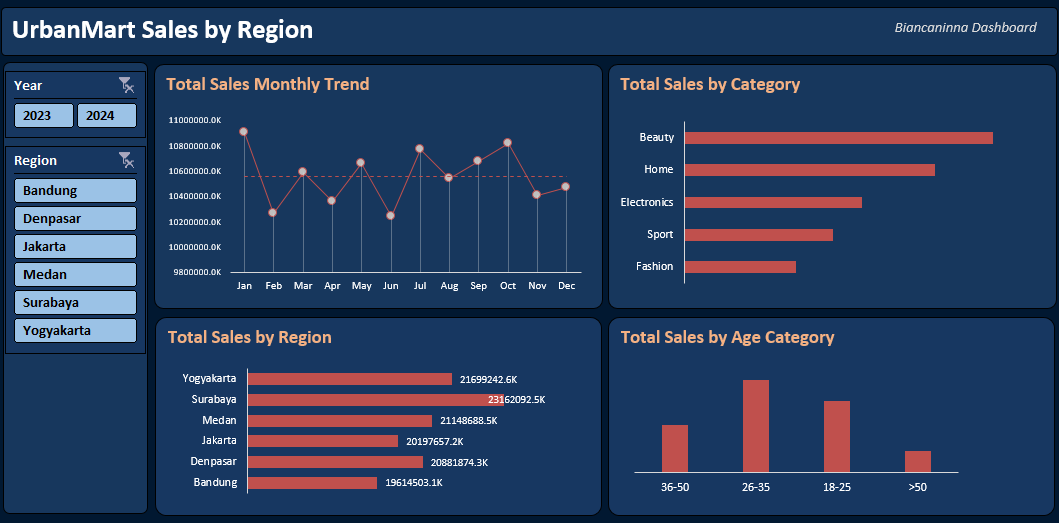 UrbanMart Sales by Region
Biancaninna Dashboard
Year
2023
2024
Region
Bandung
Denpasar
Jakarta
Medan
Surabaya
Yogyakarta
Total Sales Monthly Trend
11000000.0K
10800000.0K
10600000.0K
10400000.0K
10200000.0K
10000000.0K
9800000.0K
Jan Feb Mar Apr May Jun Jul Aug Sep Oct Nov Dec
Total Sales by Category
Beauty
Home
Electronics
Sport
Fashion
Total Sales by Region
Yogyakarta 21699242.6K
Surabaya 23162092.5K
Medan 21148688.5K
Jakarta 20197657.2K
Denpasar 20881874.3K
Bandung 19614503.1K
Total Sales by Age Category
36-50 26-35 18-25 >50